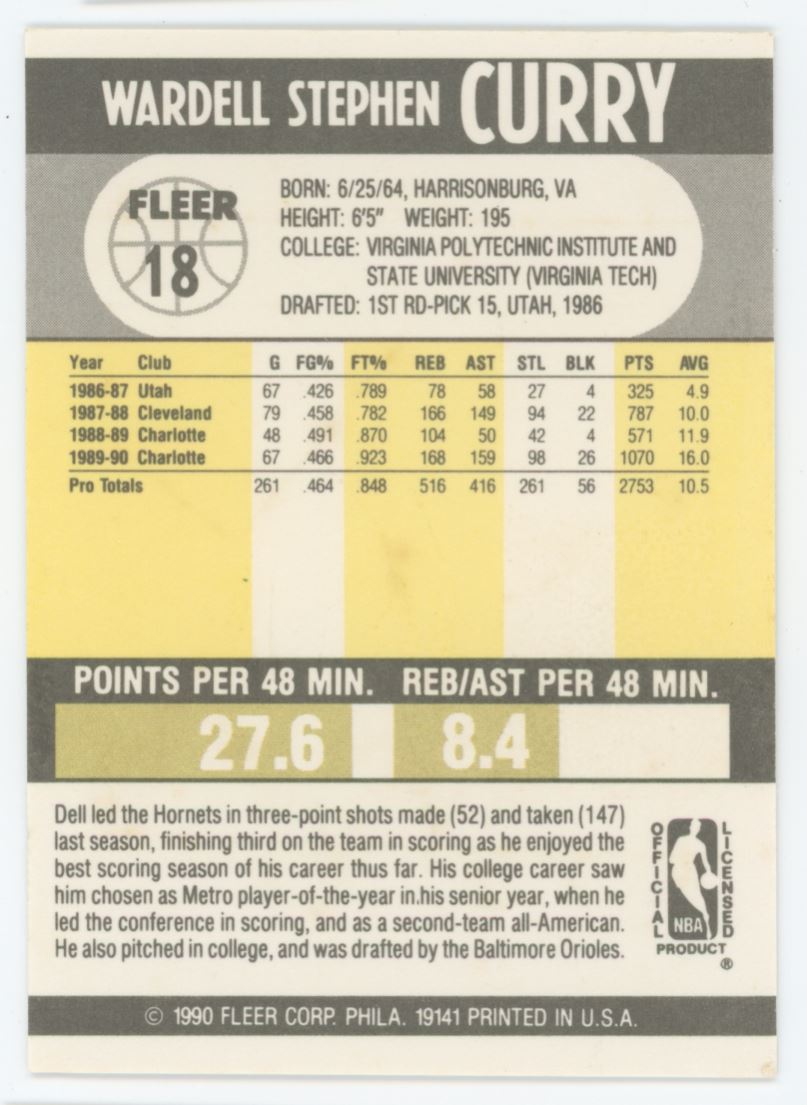 WARDELL STEPHEN CURRY
FLEER
18
BORN: 6/25/64, HARRISONBURG, VA
HEIGHT: 6'5" WEIGHT: 195
COLLEGE: VIRGINIA POLYTECHNIC INSTITUTE AND
STATE UNIVERSITY (VIRGINIA TECH)
DRAFTED: 1ST RD-PICK 15, UTAH, 1986
Year Club G FG% FT% REB AST STL BLK PTS AVG
1986-87 Utah 67 .426 .789 78 58 27 4 325 4.9
1987-88 Cleveland 79 .458 .782 166 149 94 22 787 10.0
1988-89 Charlotte 48 .491 .870 104 50 42 4 571 11.9
1989-90 Charlotte 67 .466 .923 168 159 98 26 1070 16.0
Pro Totals 261 .464 .848 516 416 261 56 2753 10.5
POINTS PER 48 MIN. REB/AST PER 48 MIN.
27.6 8.4
Dell led the Hornets in three-point shots made (52) and taken (147)
last season, finishing third on the team in scoring as he enjoyed the
best scoring season of his career thus far. His college career saw
him chosen as Metro player-of-the-year in.his senior year, when he
led the conference in scoring, and as a second-team all-American.
He also pitched in college, and was drafted by the Baltimore Orioles.
OFFICIAL
LICENSED
NBA
PRODUCT
®
© 1990 FLEER CORP. PHILA. 19141 PRINTED IN U.S.A.